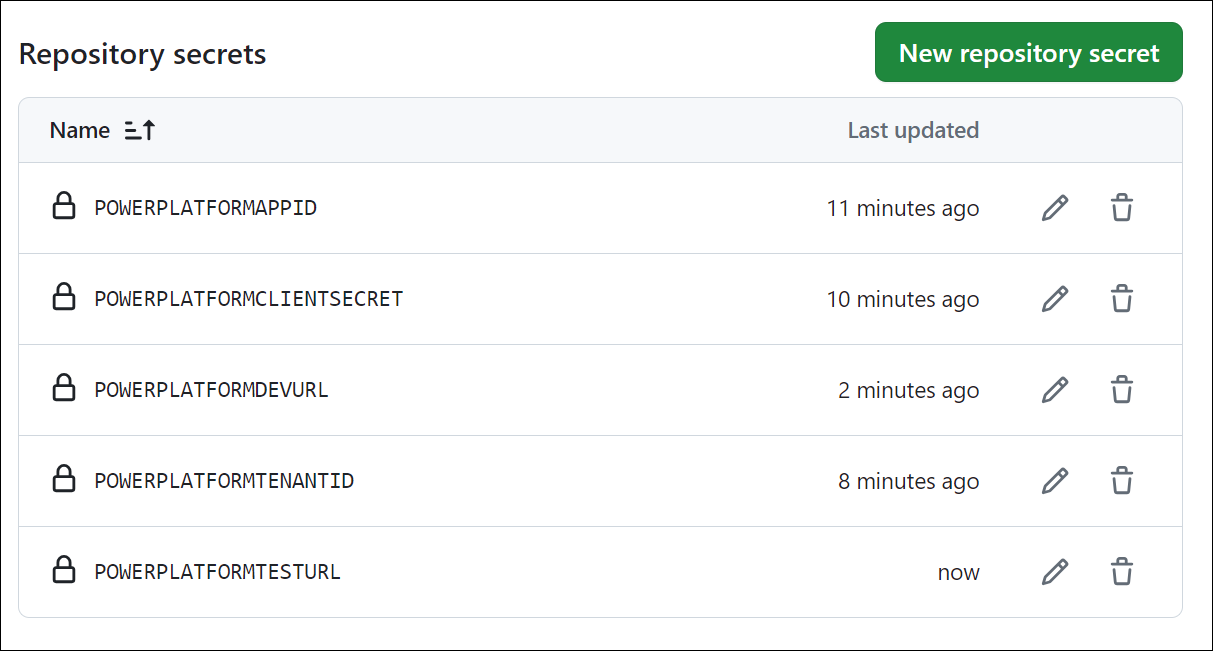 Repository secrets
New repository secret
Name Last updated
POWERPLATFORMAPPID 11 minutes ago
POWERPLATFORMCLIENTSECRET 10 minutes ago
POWERPLATFORMDEVURL 2 minutes ago
POWERPLATFORMTENANTID 8 minutes ago
POWERPLATFORMTESTURL now